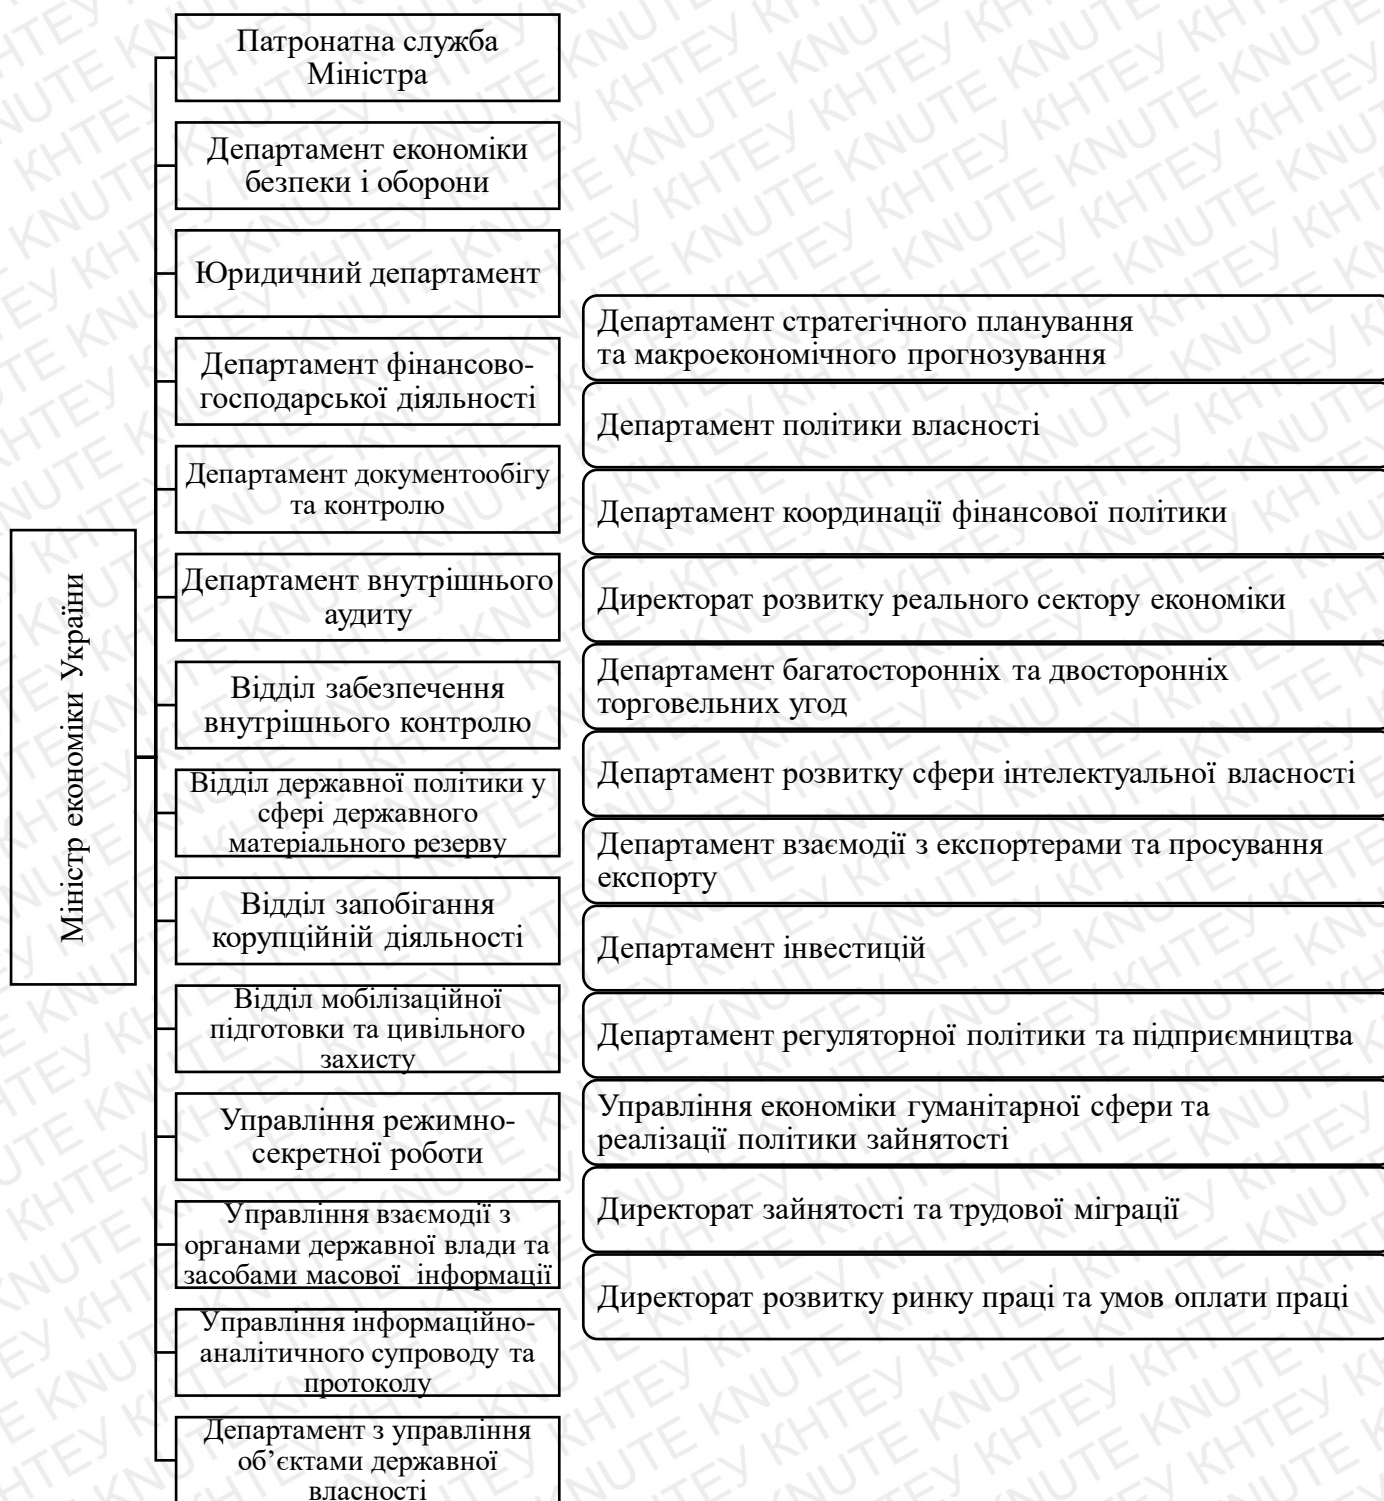 Міністр економіки України
Патронатна служба
Міністра
Департамент економіки
безпеки і оборони
Юридичний департамент
Департамент фінансово-
господарської діяльності
Департамент документообігу
та контролю
Департамент внутрішнього
аудиту
Відділ забезпечення
внутрішнього контролю
Відділ державної політики у
сфері державного
матеріального резерву
Відділ запобігання
корупційній діяльності
Відділ мобілізаційної
підготовки та цивільного
захисту
Управління режимно-
секретної роботи
Управління взаємодії з
органами державної влади та
засобами масової інформації
Управління інформаційно-
аналітичного супроводу та
протоколу
Департамент з управління
об’єктами державної
власності
Департамент стратегічного планування
та макроекономічного прогнозування
Департамент політики власності
Департамент координації фінансової політики
Директорат розвитку реального сектору економіки
Департамент багатосторонніх та двосторонніх
торговельних угод
Департамент розвитку сфери інтелектуальної власності
Департамент взаємодії з експортерами та просування
експорту
Департамент інвестицій
Департамент регуляторної політики та підприємництва
Управління економіки гуманітарної сфери та
реалізації політики зайнятості
Директорат зайнятості та трудової міграції
Директорат розвитку ринку праці та умов оплати праці